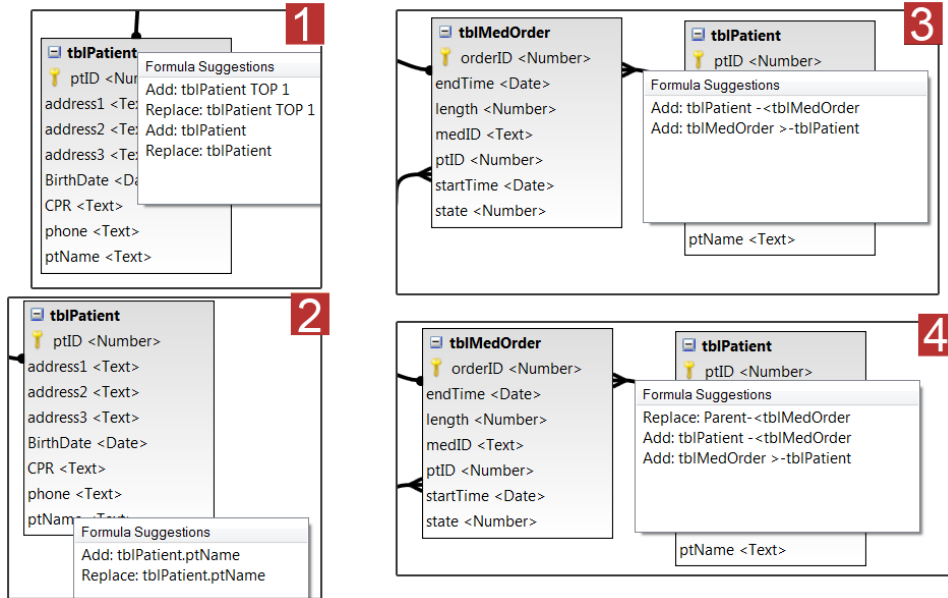 1
tblPatient
ptID <Num
address1 <Tex
address2 <Tex
address3 <Tex
BirthDate <Da
CPR <Text>
phone <Text>
ptName <Text>
Formula Suggestions
Add: tblPatient TOP 1
Replace: tblPatient TOP 1
Add: tblPatient
Replace: tblPatient
2
tblPatient
ptID <Number>
address1 <Text>
address2 <Text>
address3 <Text>
BirthDate <Date>
CPR <Text>
phone <Text>
ptName <Text>
Formula Suggestions
Add: tblPatient.ptName
Replace: tblPatient.ptName
3
tblMedOrder
orderID <Number>
endTime <Date>
length <Number>
medID <Text>
ptID <Number>
startTime <Date>
state <Number>
tblPatient
ptID <Number>
Formula Suggestions
Add: tblPatient -<tblMedOrder
Add: tblMedOrder >-tblPatient
ptName <Text>
4
tblMedOrder
orderID <Number>
endTime <Date>
length <Number>
medID <Text>
ptID <Number>
startTime <Date>
state <Number>
tblPatient
ptID <Number>
Formula Suggestions
Replace: Parent-<tblMedOrder
Add: tblPatient -<tblMedOrder
Add: tblMedOrder >-tblPatient
ptName <Text>